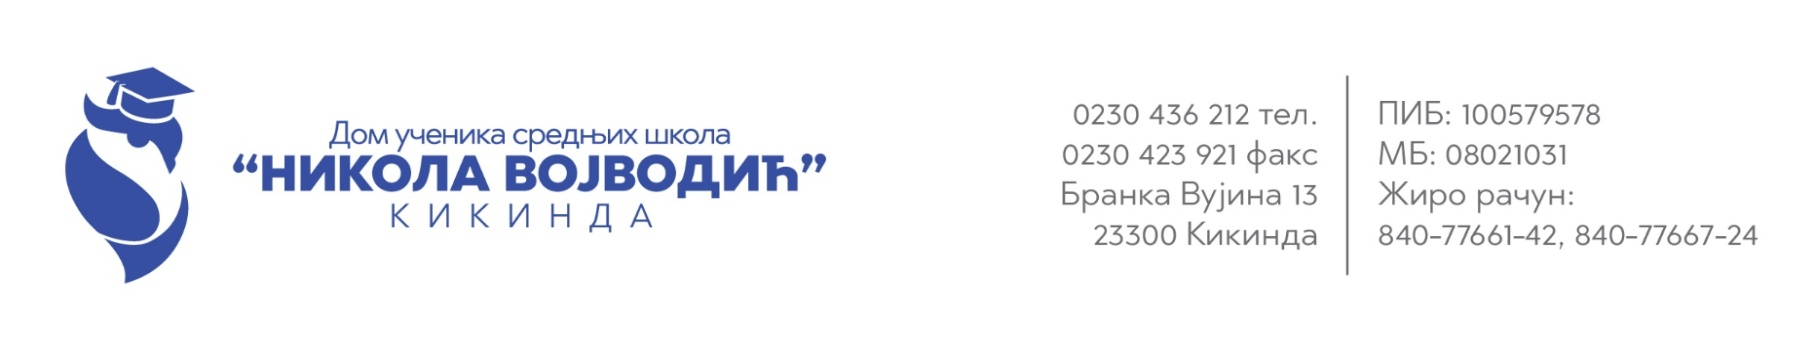 Дом ученика средњих школа
“НИКОЛА ВОЈВОДИЋ”
КИКИНДА
0230 436 212 тел.
0230 423 921 факс
Бранка Вујина 13
23300 Кикинда
ПИБ: 100579578
МБ: 08021031
Жиро рачун:
840-77661-42, 840-77667-24